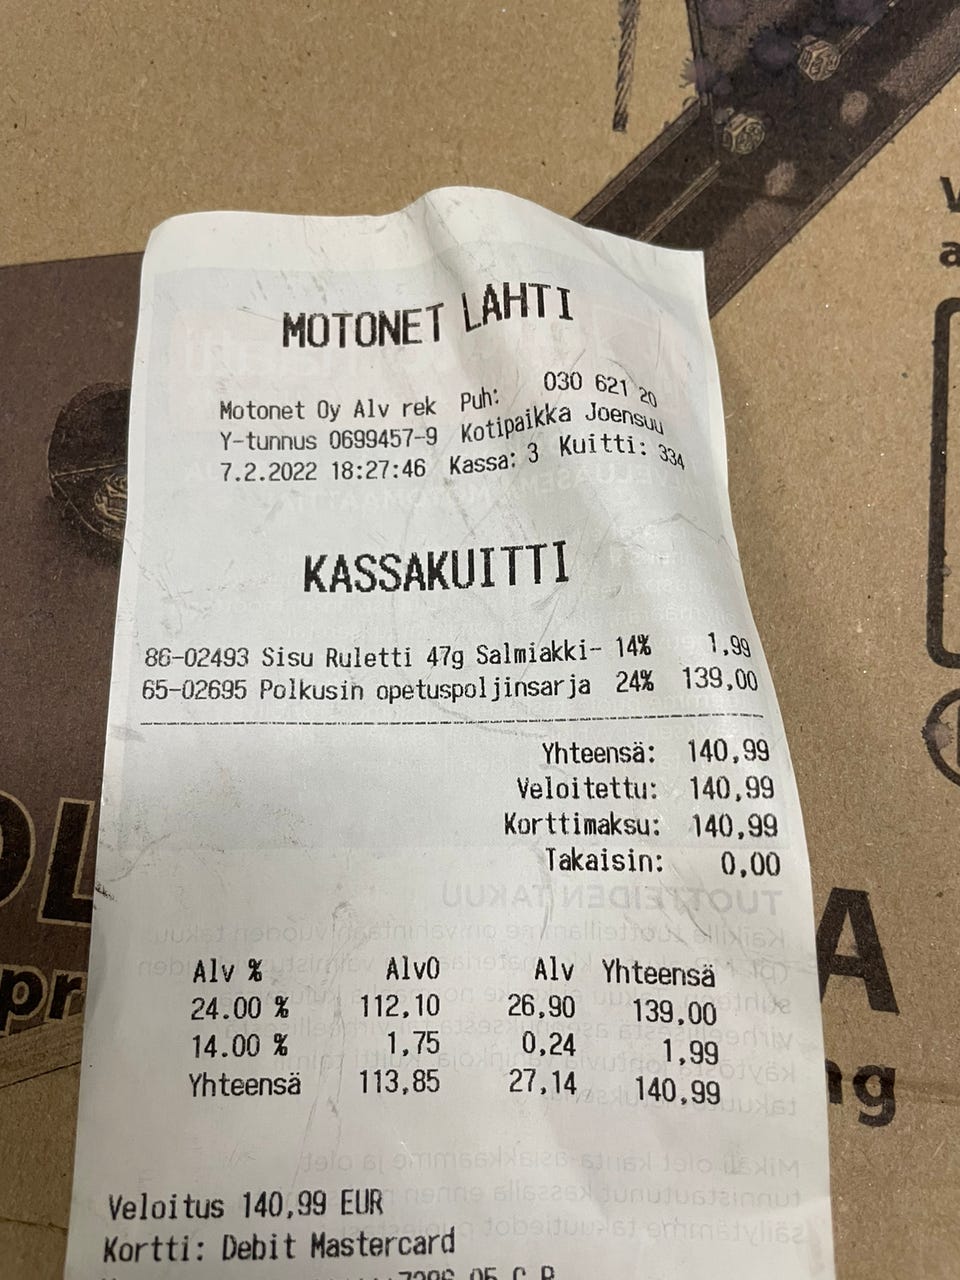 MOTONET LAHTI
Motonet Oy Alv rek Puh: 030 621 20
Y-tunnus 0699457-9 Kotipaikka Joensuu
7.2.2022 18:27:46 Kassa: 3 Kuitti: 334
KASSAKUITTI
86-02493 Sisu Ruletti 47g Salmiakki- 14% 1,99
65-02695 Polkusin opetuspoljinsarja 24% 139,00
Yhteensä: 140,99
Veloitettu: 140,99
Korttimaksu: 140,99
Takaisin: 0,00
Alv % Alv0 Alv Yhteensä
24.00 % 112,10 26,90 139,00
14.00 % 1,75 0,24 1,99
Yhteensä 113,85 27,14 140,99
Veloitus 140,99 EUR
Kortti: Debit Mastercard